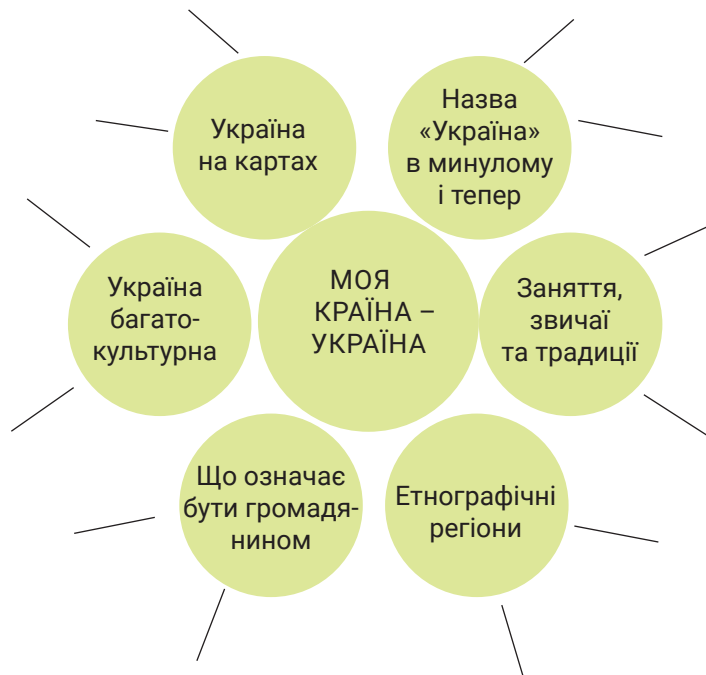 Україна
на картах
Назва
«Україна»
в минулому
і тепер
Україна
багато-
культурна
МОЯ
КРАЇНА –
УКРАЇНА
Заняття,
звичаї
та традиції
Що означає
бути громадя-
нином
Етнографічні
регіони